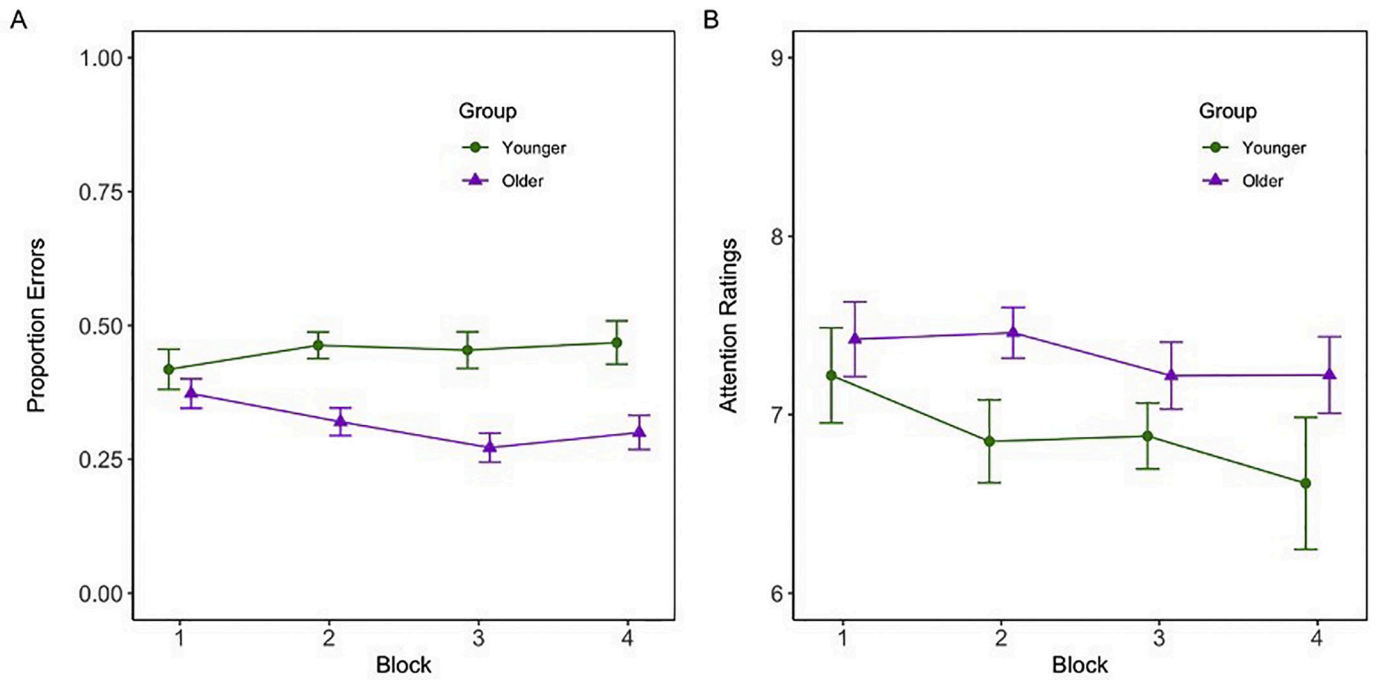 A
Proportion Errors
1.00
0.75
0.50
0.25
0.00
Group
Younger
Older
1 2 3 4
Block
B
Attention Ratings
9
8
7
6
Group
Younger
Older
1 2 3 4
Block